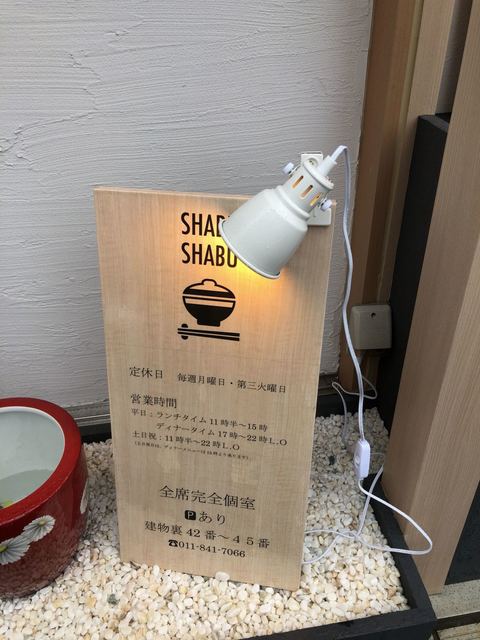 SHABU
SHABU
定休日 毎週月曜日・第三火曜日
営業時間
平日：ランチタイム 11時半〜15時
ディナータイム 17時〜22時L.O
土日祝：11時半〜22時L.O
全席完全個室
Pあり
建物裏42番〜45番
☎011-841-7066